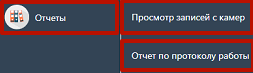 Отчеты
Просмотр записей с камер
Отчет по протоколу работы